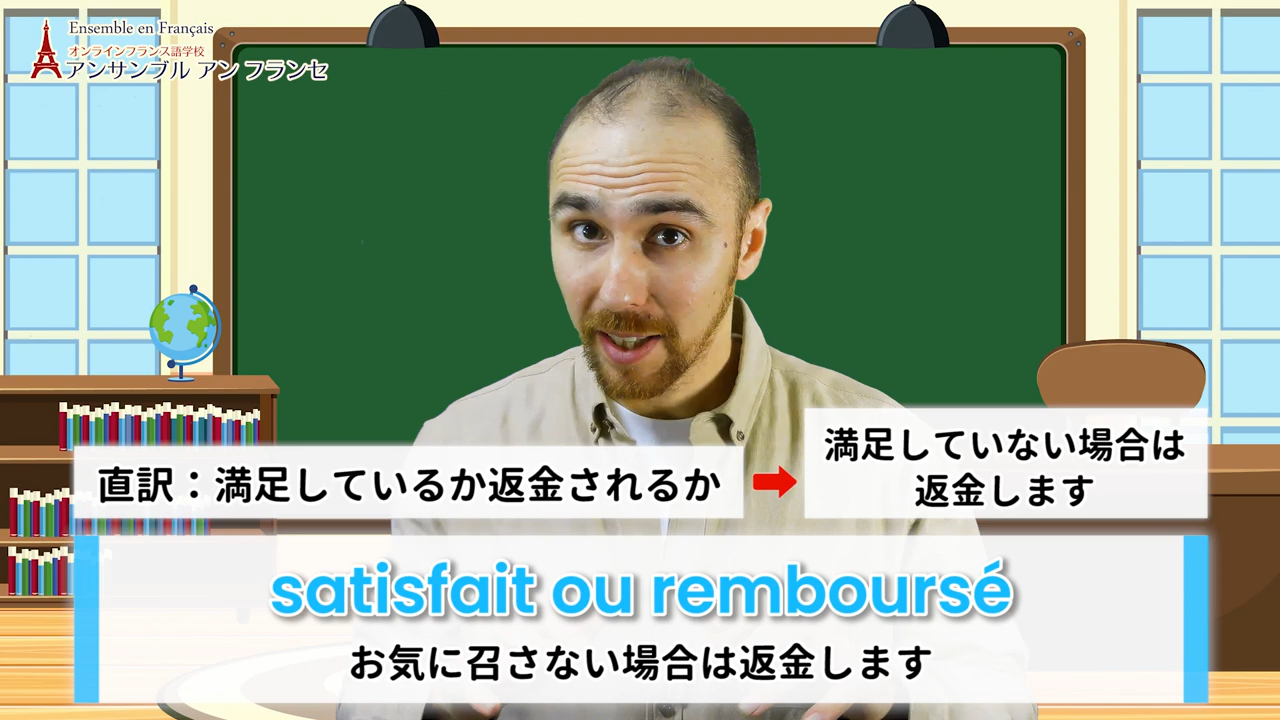 Ensemble en Français
オンラインフランス語学校
アンサンブル アン フランセ
直訳：満足しているか返金されるか
満足していない場合は
返金します
satisfait ou remboursé
お気に召さない場合は返金します